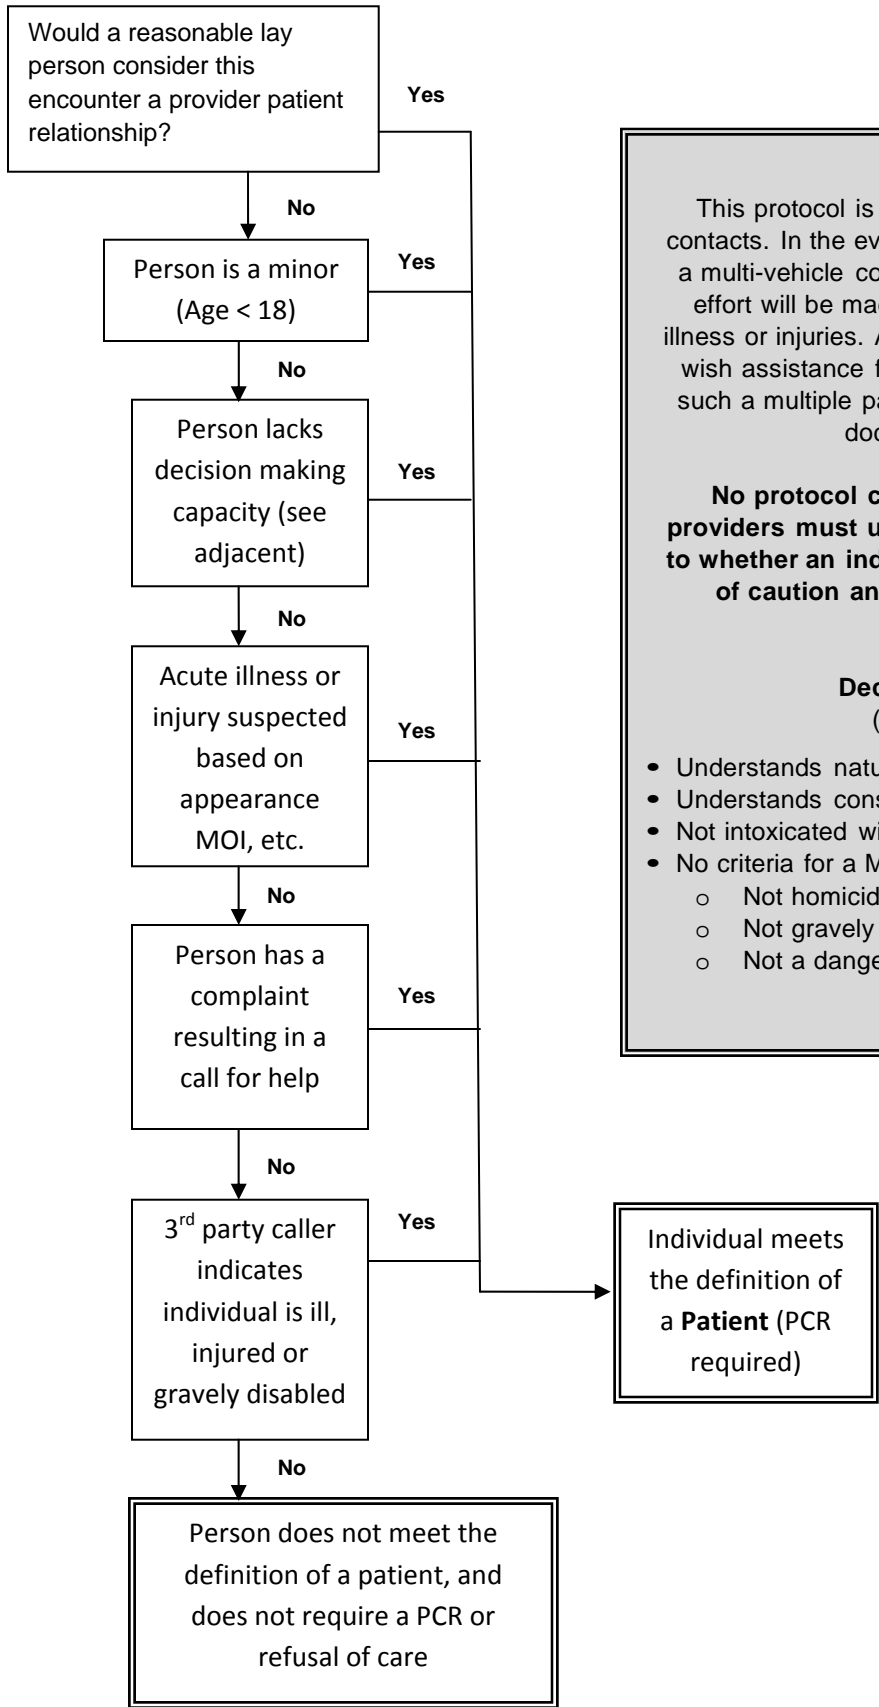 Would a reasonable lay
person consider this
encounter a provider patient
relationship?
Yes
No
Person is a minor
(Age < 18)
Yes
No
Person lacks
decision making
capacity (see
adjacent)
Yes
No
Acute illness or
injury suspected
based on
appearance
MOI, etc.
Yes
No
Person has a
complaint
resulting in a
call for help
Yes
No
3rd party caller
indicates
individual is ill,
injured or
gravely disabled
Yes
No
Person does not meet the
definition of a patient, and
does not require a PCR or
refusal of care
Individual meets
the definition of
a Patient (PCR
required)
This protocol is
contacts. In the ev
a multi-vehicle co
effort will be ma
illness or injuries.
wish assistance
such a multiple pa
doc
No protocol c
providers must u
to whether an ind
of caution an
Dec
(
• Understands natu
• Understands cons
• Not intoxicated wi
• No criteria for a M
o Not homicid
o Not gravely
o Not a dange